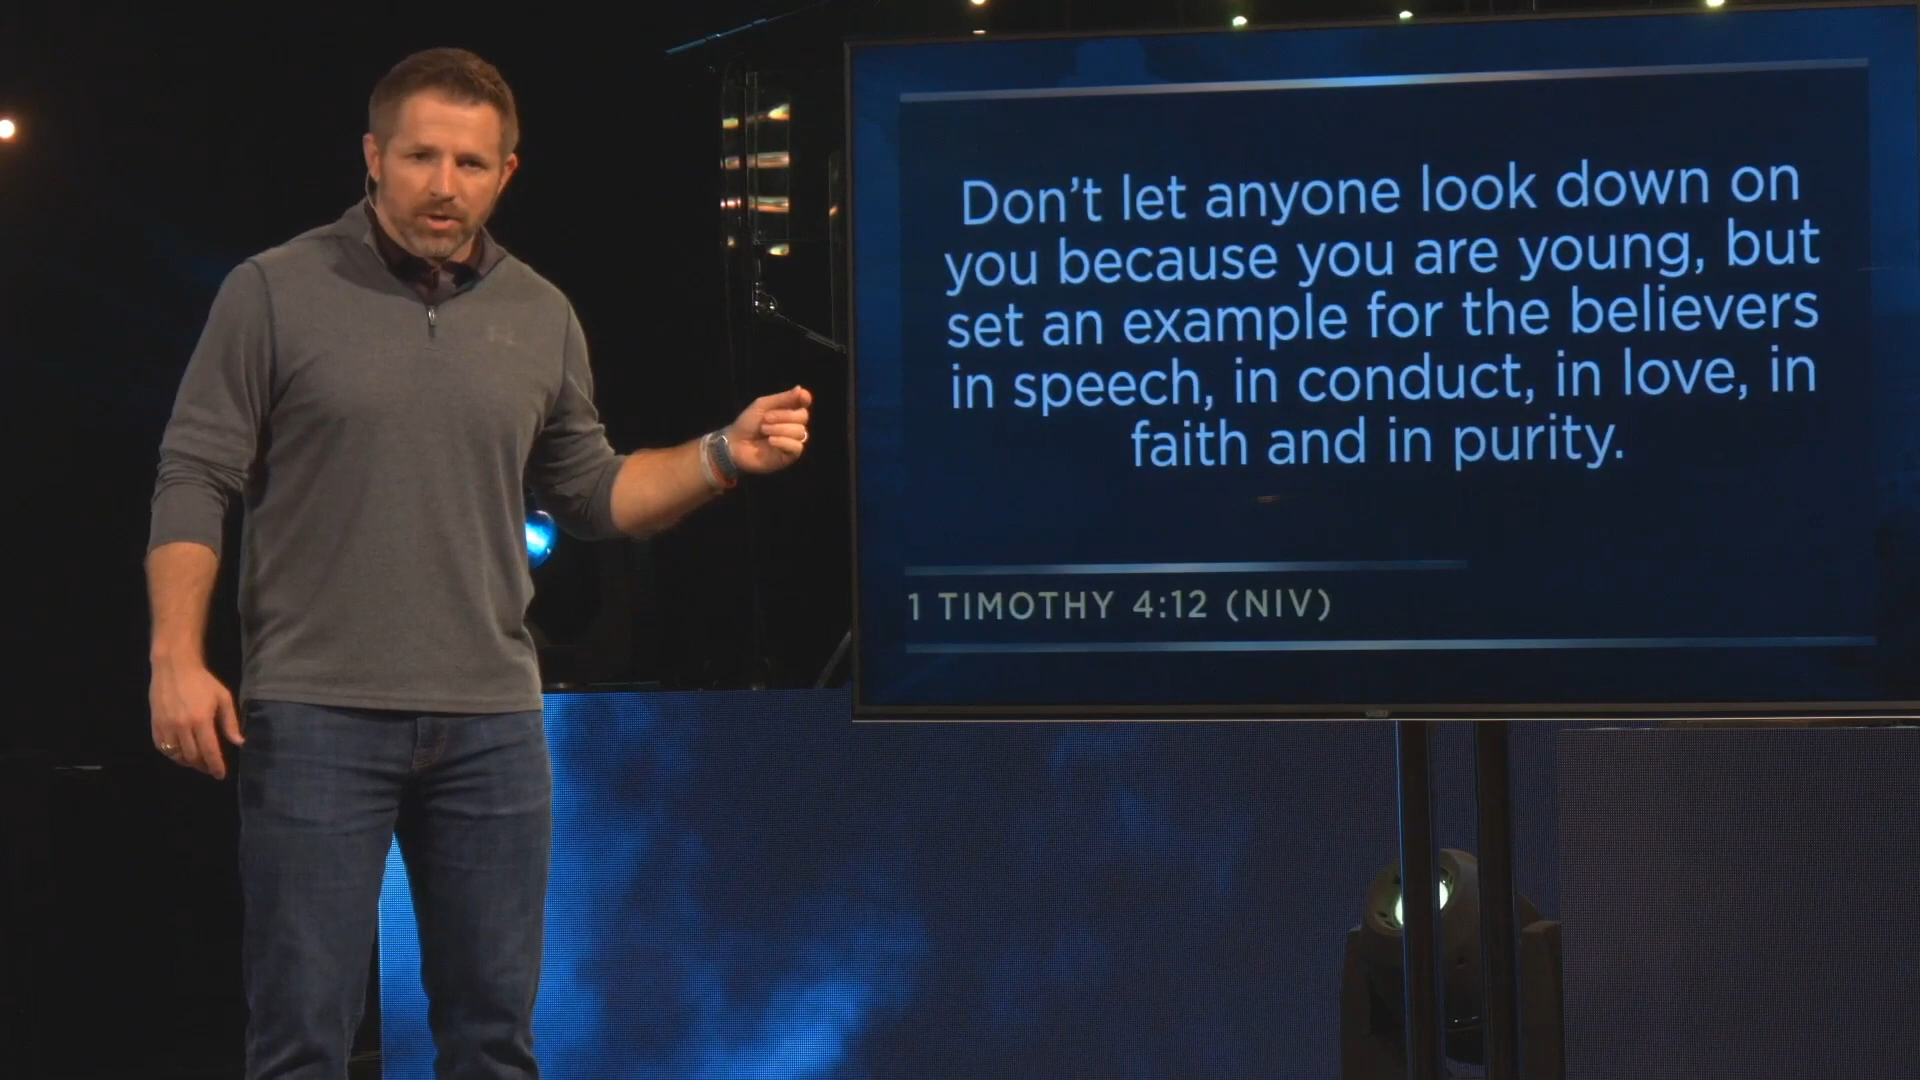 Don't let anyone look down on
you because you are young, but
set an example for the believers
in speech, in conduct, in love, in
faith and in purity.
1 TIMOTHY 4:12 (NIV)